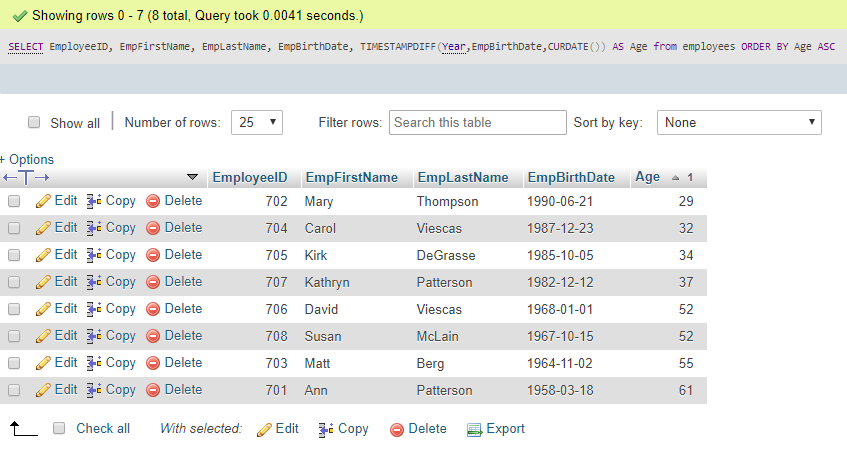 Showing rows 0 - 7 (8 total, Query took 0.0041 seconds.)
SELECT EmployeeID, EmpFirstName, EmpLastName, EmpBirthDate, TIMESTAMPDIFF(Year,EmpBirthDate,CURDATE()) AS Age from employees ORDER BY Age ASC
Show all | Number of rows: 25 Filter rows: Search this table Sort by key: None
+ Options
EmployeeID EmpFirstName EmpLastName EmpBirthDate Age 1
Edit Copy Delete 702 Mary Thompson 1990-06-21 29
Edit Copy Delete 704 Carol Viescas 1987-12-23 32
Edit Copy Delete 705 Kirk DeGrasse 1985-10-05 34
Edit Copy Delete 707 Kathryn Patterson 1982-12-12 37
Edit Copy Delete 706 David Viescas 1968-01-01 52
Edit Copy Delete 708 Susan McLain 1967-10-15 52
Edit Copy Delete 703 Matt Berg 1964-11-02 55
Edit Copy Delete 701 Ann Patterson 1958-03-18 61
Check all With selected: Edit Copy Delete Export